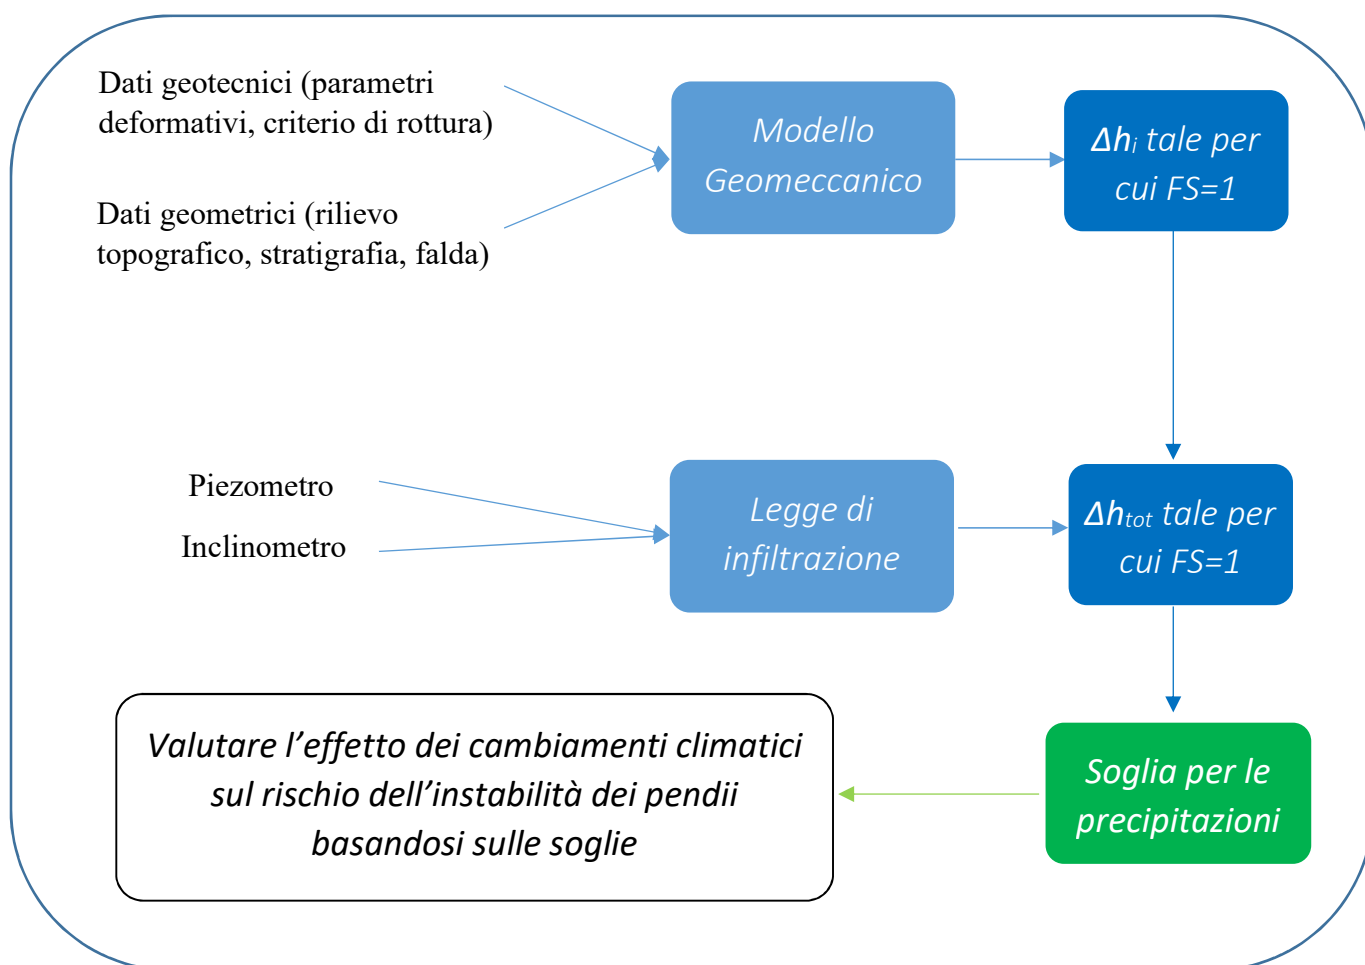 Dati geotecnici (parametri
deformativi, criterio di rottura)
Modello
Geomeccanico
Δhi tale per
cui FS=1
Dati geometrici (rilievo
topografico, stratigrafia, falda)
Piezometro
Inclinometro
Legge di
infiltrazione
Δhtot tale per
cui FS=1
Valutare l’effetto dei cambiamenti climatici
sul rischio dell’instabilità dei pendii
basandosi sulle soglie
Soglia per le
precipitazioni